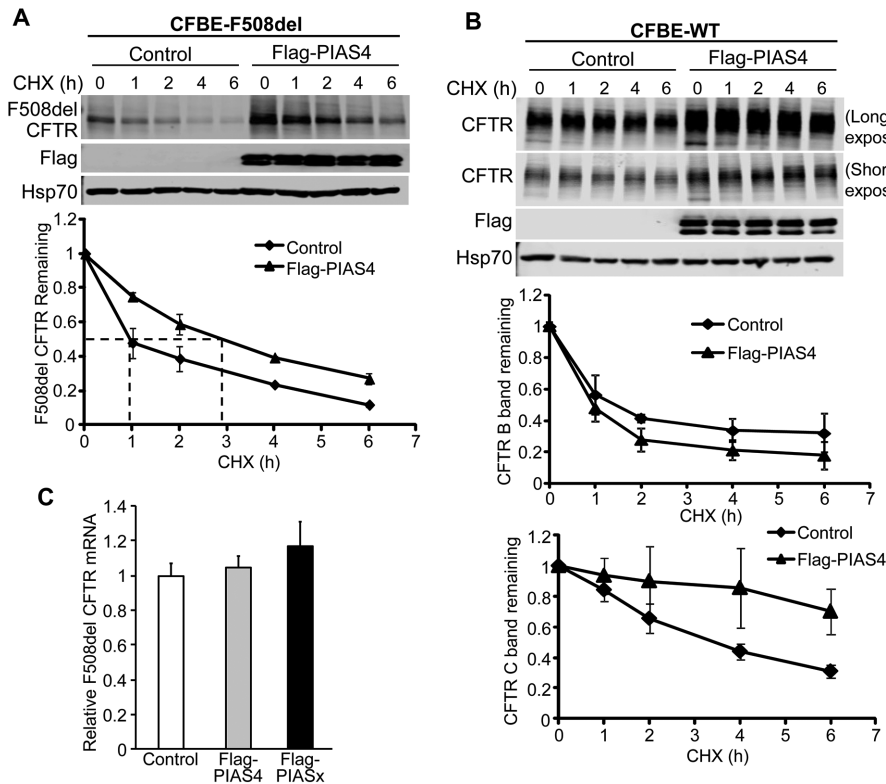 A
CFBE-F508del
Control Flag-PIAS4
CHX (h) 0 1 2 4 6 0 1 2 4 6
F508del
CFTR
Flag
Hsp70
F508del CFTR Remaining
1.2
1
0.8
0.6
0.4
0.2
0
Control
Flag-PIAS4
0 1 2 3 4 5 6 7
CHX (h)
B
CFBE-WT
Control Flag-PIAS4
CHX (h) 0 1 2 4 6 0 1 2 4 6
CFTR (Long
expos
CFTR (Short
expos
Flag
Hsp70
CFTR B band remaining
1.2
1
0.8
0.6
0.4
0.2
0
Control
Flag-PIAS4
0 1 2 3 4 5 6 7
CHX (h)
CFTR C band remaining
1.2
1
0.8
0.6
0.4
0.2
0
Control
Flag-PIAS4
0 1 2 3 4 5 6 7
CHX (h)
C
Relative F508del CFTR mRNA
1.4
1.2
1
0.8
0.6
0.4
0.2
0
Control Flag-
PIAS4 Flag-
PIASx